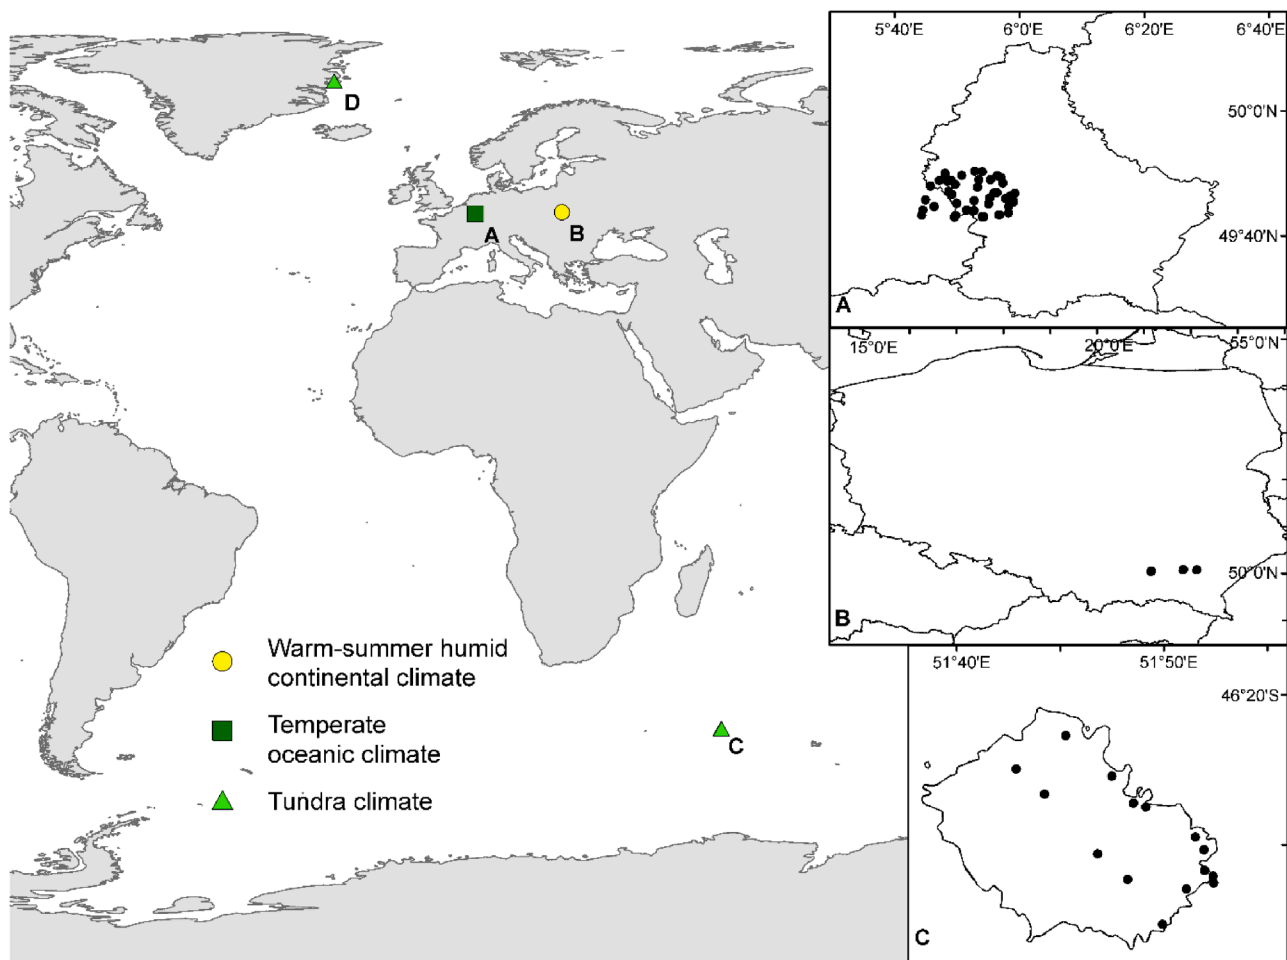 D
A
B
C
Warm-summer humid
continental climate
Temperate
oceanic climate
Tundra climate
5°40'E
6°0'E
6°20'E
6°40'E
50°0'N
49°40'N
A
15°0'E
20°0'E
55°0'N
50°0'N
B
51°40'E
51°50'E
46°20'S
C